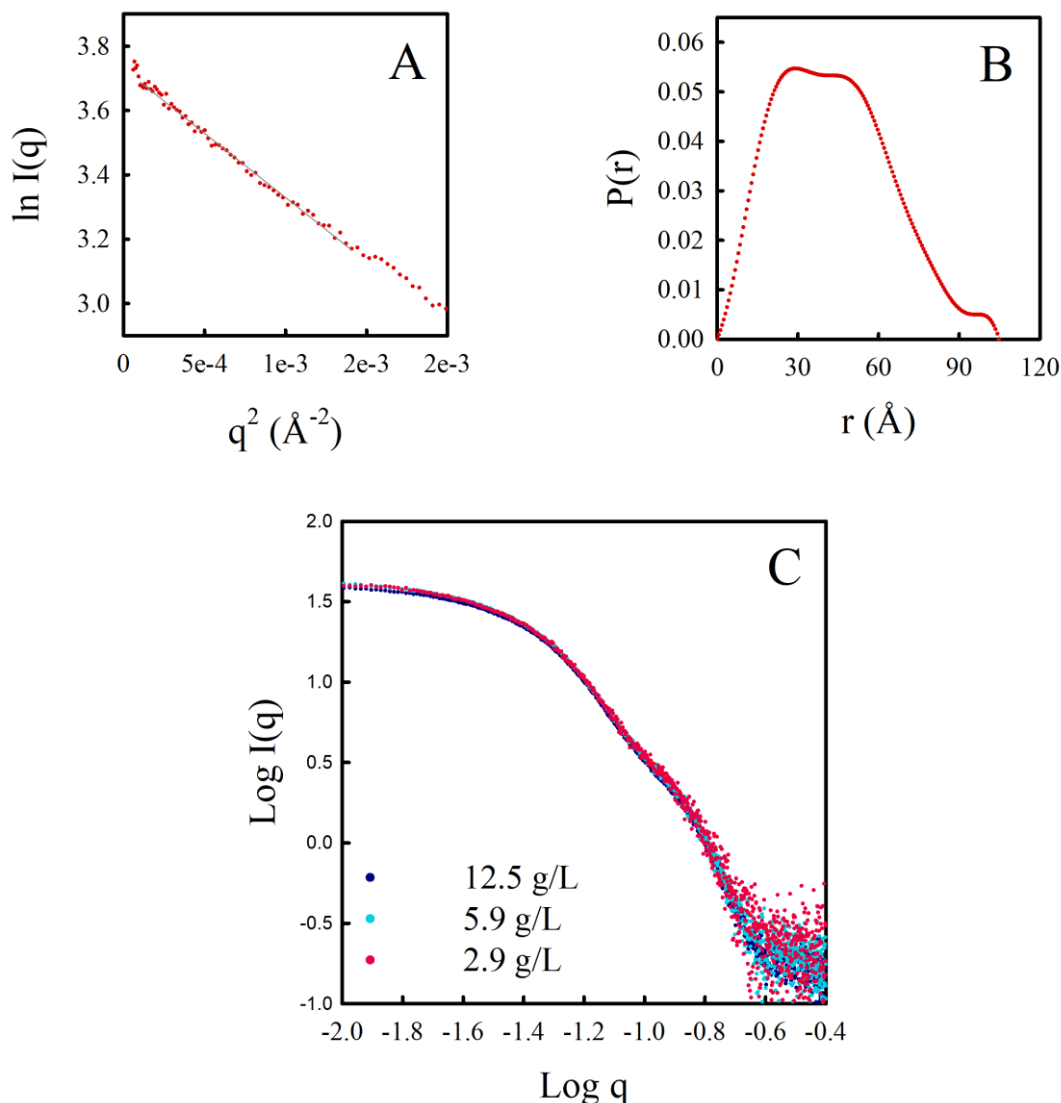 A
ln I(q)
3.8
3.6
3.4
3.2
3.0
0
5e-4
1e-3
2e-3
2e-3
q2 (Å-2)
B
P(r)
0.06
0.05
0.04
0.03
0.02
0.01
0.00
0
30
60
90
120
r (Å)
C
Log I(q)
2.0
1.5
1.0
0.5
0.0
-0.5
-1.0
12.5 g/L
5.9 g/L
2.9 g/L
-2.0
-1.8
-1.6
-1.4
-1.2
-1.0
-0.8
-0.6
-0.4
Log q